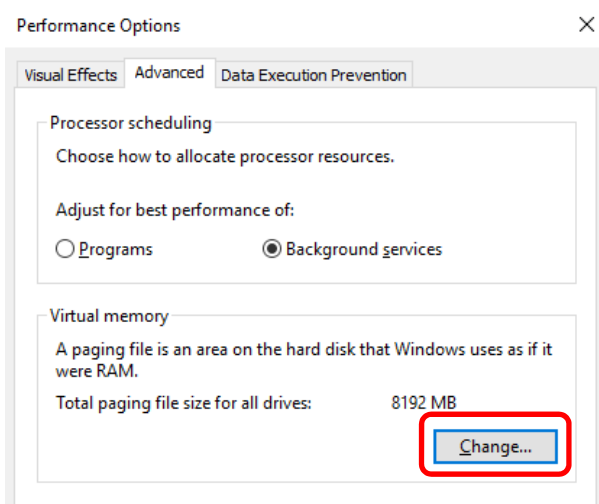 Performance Options
Visual Effects Advanced Data Execution Prevention
Processor scheduling
Choose how to allocate processor resources.
Adjust for best performance of:
Programs Background services
Virtual memory
A paging file is an area on the hard disk that Windows uses as if it
were RAM.
Total paging file size for all drives: 8192 MB
Change...